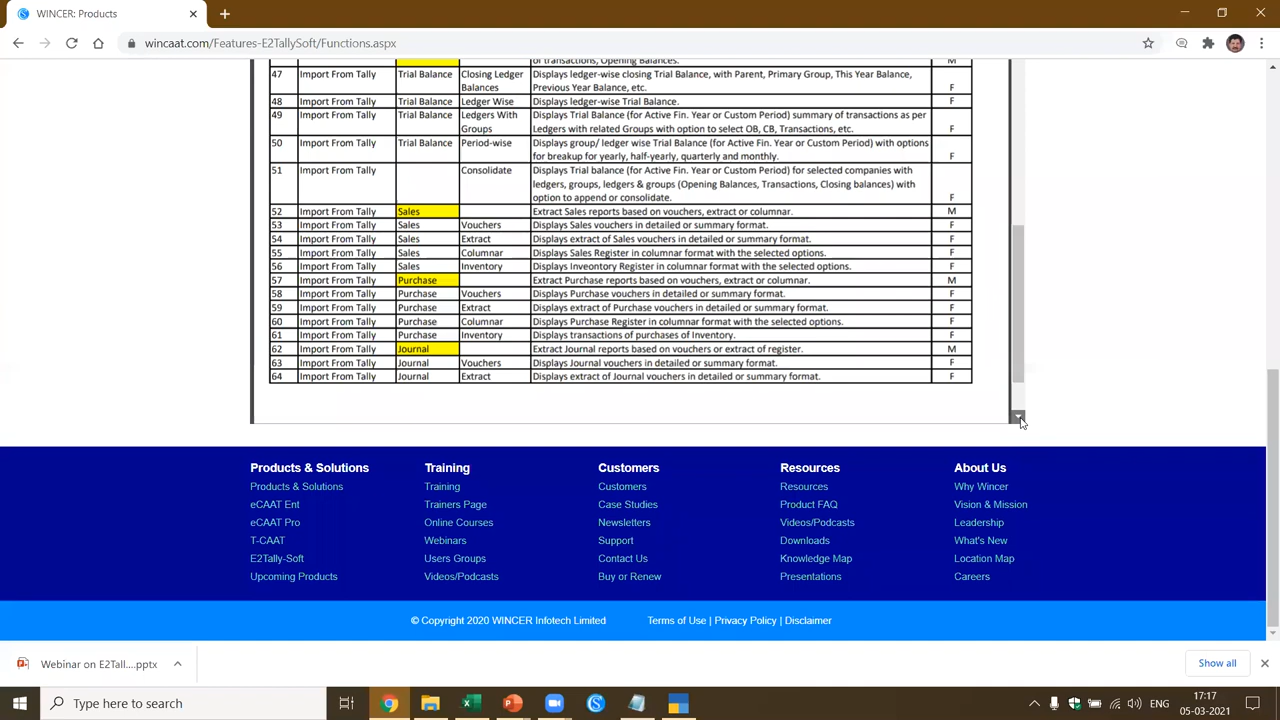 WINCER: Products
wincaat.com/Features-E2TallySoft/Functions.aspx
of transactions, Opening Balances. M
47 Import From Tally Trial Balance Closing Ledger Balances Displays ledger-wise closing Trial Balance, with Parent, Primary Group, This Year Balance,
Previous Year Balance, etc. F
48 Import From Tally Trial Balance Ledger Wise Displays ledger-wise Trial Balance. F
49 Import From Tally Trial Balance Ledgers With Groups Displays Trial Balance (for Active Fin. Year or Custom Period) summary of transactions as per
Ledgers with related Groups with option to select OB, CB, Transactions, etc. F
50 Import From Tally Trial Balance Period-wise Displays group/ ledger wise Trial Balance (for Active Fin. Year or Custom Period) with options
for breakup for yearly, half-yearly, quarterly and monthly. F
51 Import From Tally Consolidate Displays Trial balance (for Active Fin. Year or Custom Period) for selected companies with
ledgers, groups, ledgers & groups (Opening Balances, Transactions, Closing balances) with
option to append or consolidate. F
52 Import From Tally Sales Extract Sales reports based on vouchers, extract or columnar. M
53 Import From Tally Sales Vouchers Displays Sales vouchers in detailed or summary format. F
54 Import From Tally Sales Extract Displays extract of Sales vouchers in detailed or summary format. F
55 Import From Tally Sales Columnar Displays Sales Register in columnar format with the selected options. F
56 Import From Tally Sales Inventory Displays Inveontory Register in columnar format with the selected options. F
57 Import From Tally Purchase Extract Purchase reports based on vouchers, extract or columnar. M
58 Import From Tally Purchase Vouchers Displays Purchase vouchers in detailed or summary format. F
59 Import From Tally Purchase Extract Displays extract of Purchase vouchers in detailed or summary format. F
60 Import From Tally Purchase Columnar Displays Purchase Register in columnar format with the selected options. F
61 Import From Tally Purchase Inventory Displays transactions of purchases of Inventory. F
62 Import From Tally Journal Extract Journal reports based on vouchers or extract of register. M
63 Import From Tally Journal Vouchers Displays Journal vouchers in detailed or summary format. F
64 Import From Tally Journal Extract Displays extract of Journal vouchers in detailed or summary format. F
Products & Solutions Training Customers Resources About Us
Products & Solutions Training Customers Resources Why Wincer
eCAAT Ent Trainers Page Case Studies Product FAQ Vision & Mission
eCAAT Pro Online Courses Newsletters Videos/Podcasts Leadership
T-CAAT Webinars Support Downloads What's New
E2Tally-Soft Users Groups Contact Us Knowledge Map Location Map
Upcoming Products Videos/Podcasts Buy or Renew Presentations Careers
© Copyright 2020 WINCER Infotech Limited Terms of Use | Privacy Policy | Disclaimer
Webinar on E2Tall....pptx Show all
Type here to search ENG 17:17
05-03-2021